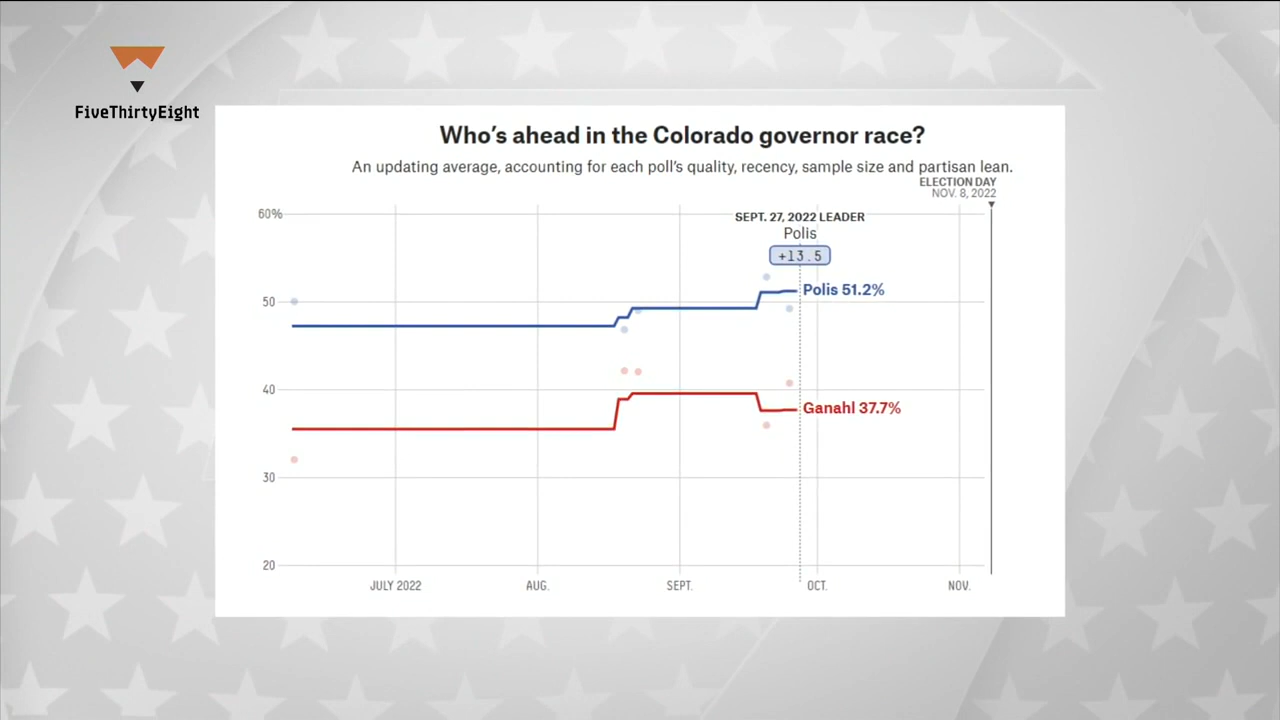 FiveThirtyEight
Who's ahead in the Colorado governor race?
An updating average, accounting for each poll's quality, recency, sample size and partisan lean.
ELECTION DAY
NOV. 8, 2022
60%
SEPT. 27, 2022 LEADER
Polis
+13.5
Polis 51.2%
50
40
Ganahl 37.7%
30
20
JULY 2022
AUG.
SEPT.
OCT.
NOV.